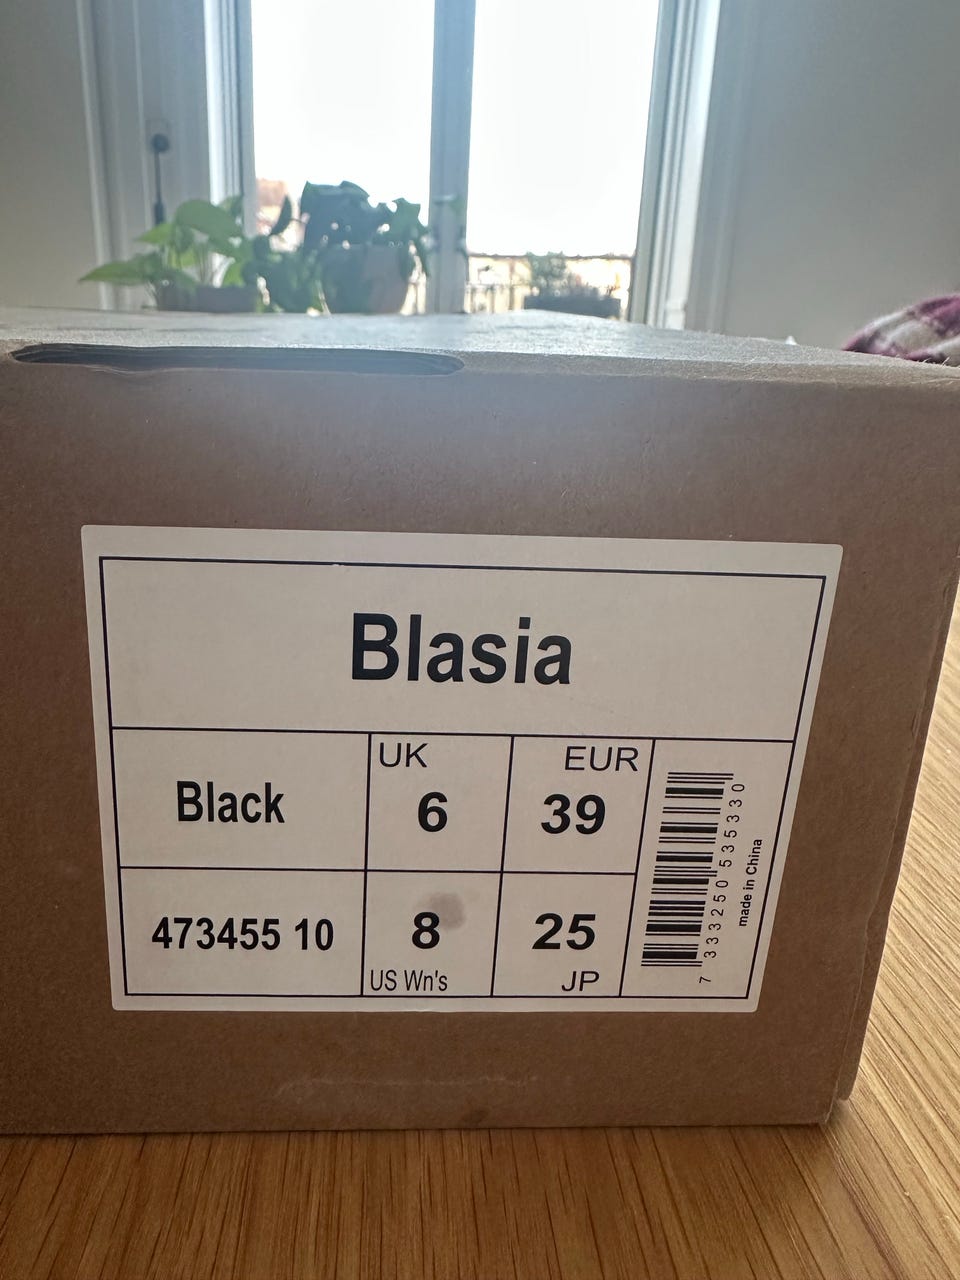 Blasia
Black
UK
6
EUR
39
473455 10
8
US Wn's
25
JP
7 333250 535330
made in China